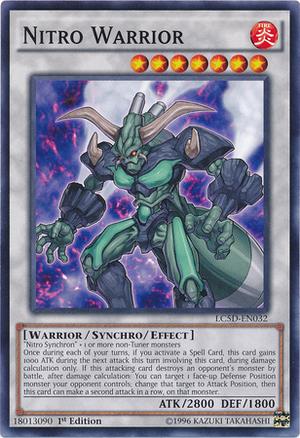 Nitro Warrior
FIRE
炎
LC5D-EN032
[Warrior / Synchro / Effect]
"Nitro Synchron" + 1 or more non-Tuner monsters
Once during each of your turns, if you activate a Spell Card, this card gains
1000 ATK during the next attack this turn involving this card, during damage
calculation only. If this attacking card destroys an opponent's monster by
battle, after damage calculation: You can target 1 face-up Defense Position
monster your opponent controls; change that target to Attack Position, then
this card can make a second attack in a row, on that monster.
ATK/2800 DEF/1800
18013090 1st Edition ©1996 KAZUKI TAKAHASHI